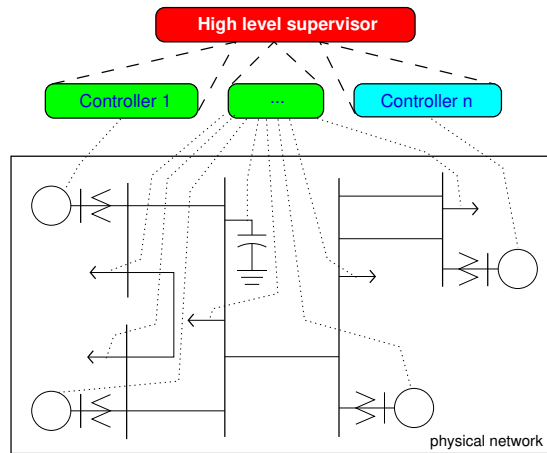 High level supervisor
Controller 1
...
Controller n
physical network